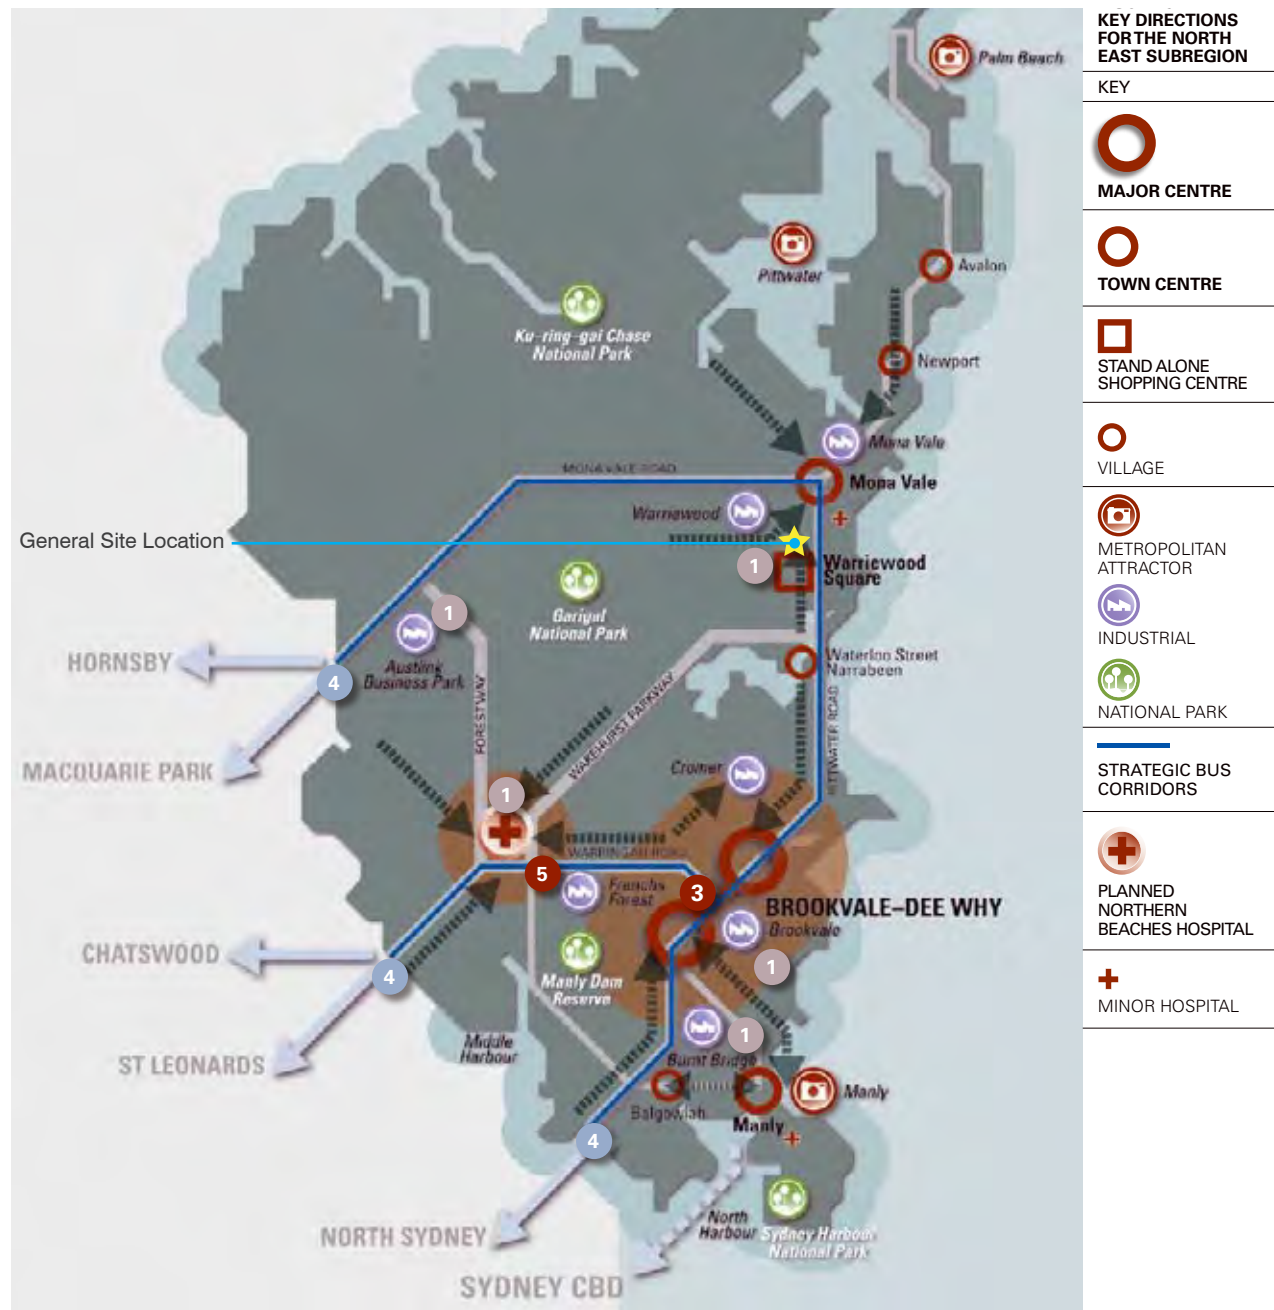 KEY DIRECTIONS
FOR THE NORTH
EAST SUBREGION
KEY
MAJOR CENTRE
TOWN CENTRE
STAND ALONE
SHOPPING CENTRE
VILLAGE
METROPOLITAN
ATTRACTOR
INDUSTRIAL
NATIONAL PARK
STRATEGIC BUS
CORRIDORS
PLANNED
NORTHERN
BEACHES HOSPITAL
MINOR HOSPITAL
Palm Beach
Pittwater
Avalon
Ku-ring-gai Chase
National Park
Newport
Mona Vale
MONA VALE ROAD
Mona Vale
Warriewood
General Site Location
1
Warriewood
Square
Garigal
National Park
1
Austlink
Business Park
HORNSBY
4
Waterloo Street
Narrabeen
FOREST WAY
WAKEHURST PARKWAY
PITTWATER ROAD
MACQUARIE PARK
Cromer
1
WARRINGAH ROAD
5
Frenchs
Forest
3
BROOKVALE–DEE WHY
Brookvale
CHATSWOOD
4
Manly Dam
Reserve
1
Middle
Harbour
1
Burnt Bridge
ST LEONARDS
Balgowlah
Manly
Manly
4
NORTH SYDNEY
North
Harbour
Sydney Harbour
National Park
SYDNEY CBD